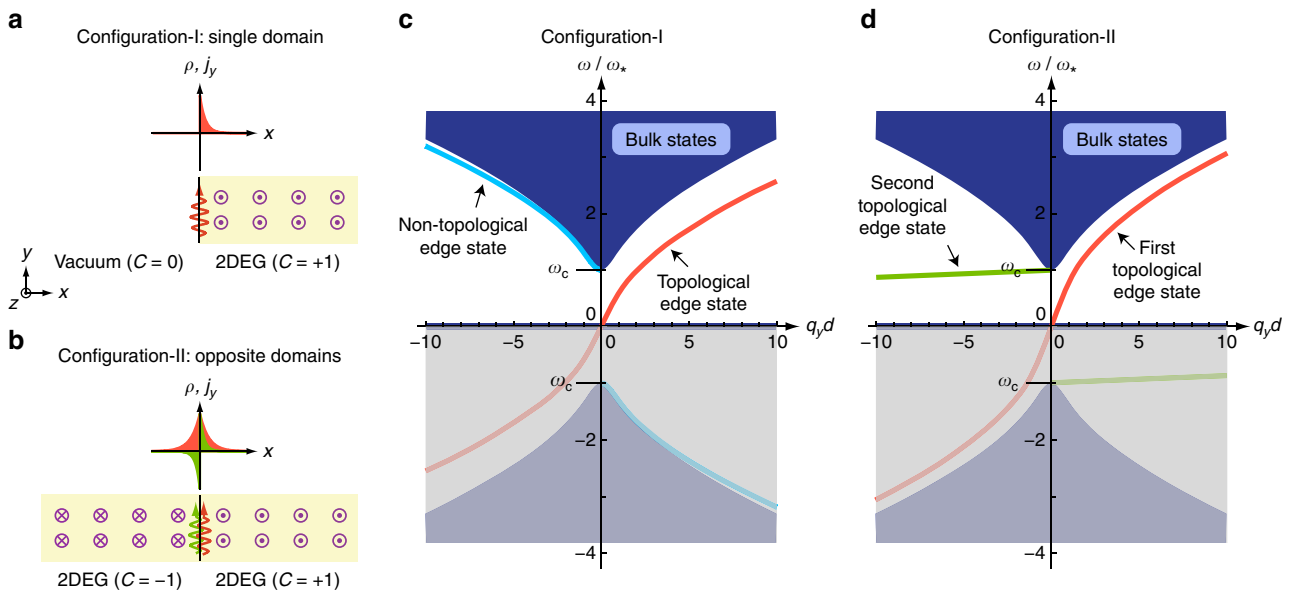 a
Configuration-I: single domain
ρ, j_y
x
Vacuum (C = 0)
2DEG (C = +1)
y
z
x
b
Configuration-II: opposite domains
ρ, j_y
x
2DEG (C = −1)
2DEG (C = +1)
c
Configuration-I
ω / ω⋆
4
Bulk states
2
Non-topological
edge state
ω_c
Topological
edge state
0
q_y d
−10
−5
5
10
ω_c
−2
−4
d
Configuration-II
ω / ω⋆
4
Bulk states
Second
topological
edge state
2
First
topological
edge state
ω_c
0
q_y d
−10
−5
5
10
ω_c
−2
−4